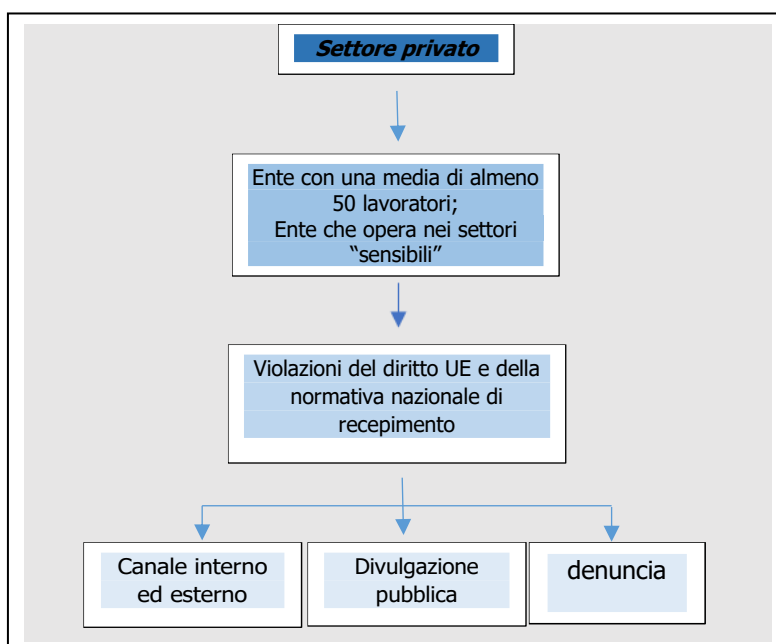 Settore privato
Ente con una media di almeno
50 lavoratori;
Ente che opera nei settori
“sensibili”
Violazioni del diritto UE e della
normativa nazionale di
recepimento
Canale interno
ed esterno
Divulgazione
pubblica
denuncia